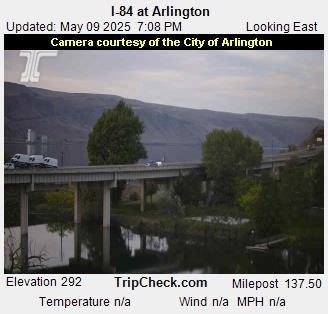 I-84 at Arlington
Updated: May 09 2025 7:08 PM Looking East
Camera courtesy of the City of Arlington
Elevation 292 TripCheck.com Milepost 137.50
Temperature n/a Wind n/a MPH n/a